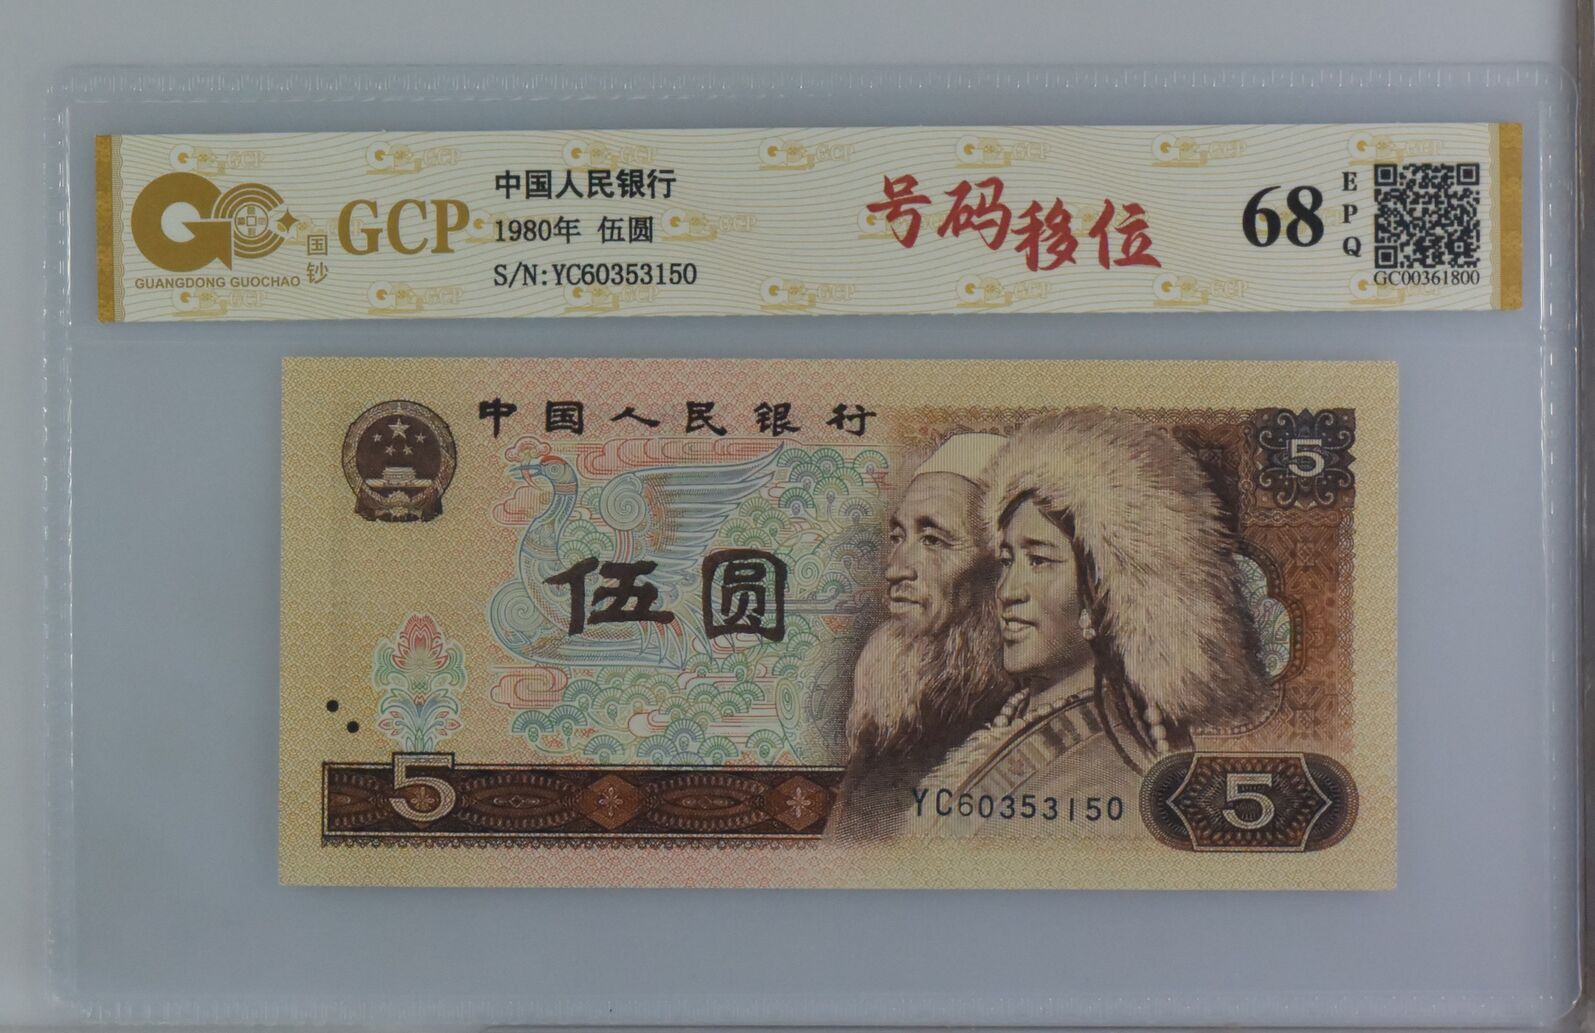 GUANGDONG GUOCHAO
国钞
GCP
中国人民银行
1980年 伍圆
S/N:YC60353150
号码移位
68
EPQ
GC00361800
中国人民银行
5
伍圆
5
YC60353150
5